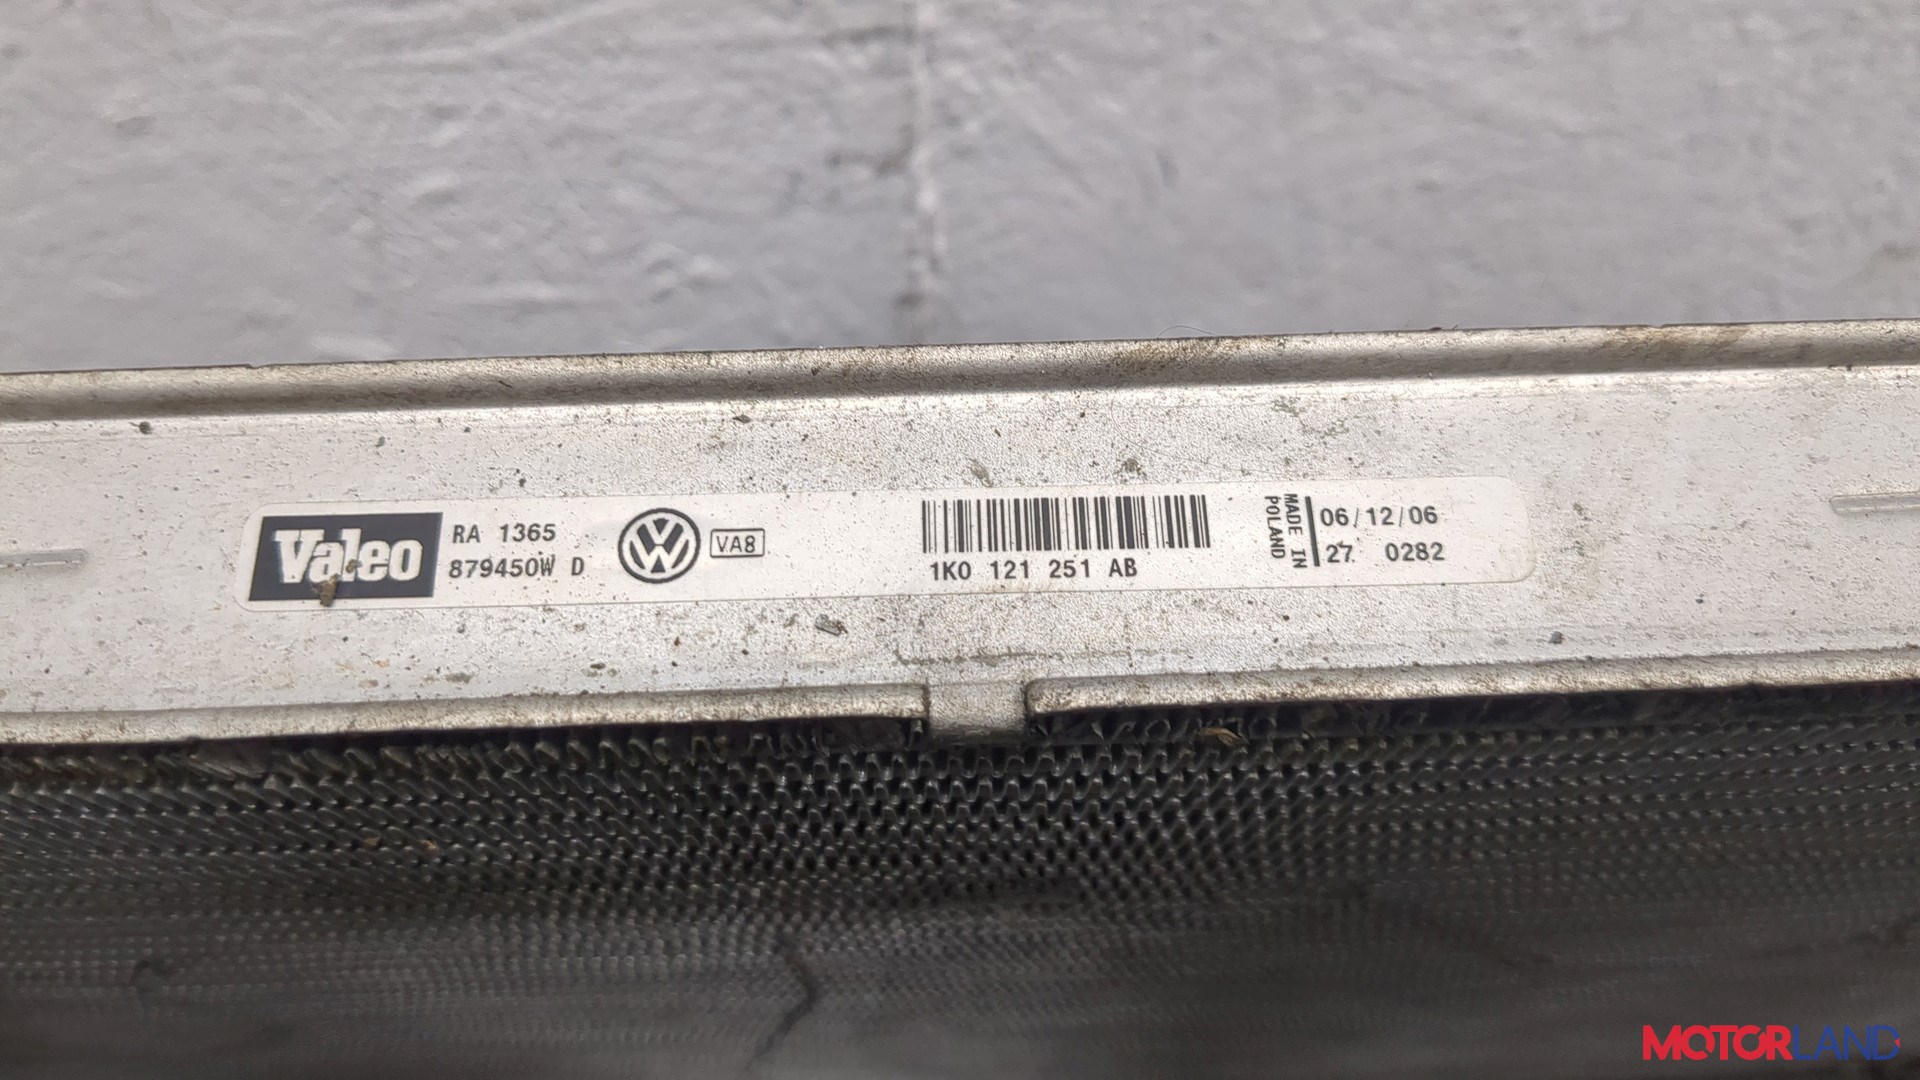 Valeo
RA 1365
879450W D
VA8
1K0 121 251 AB
MADE IN
POLAND
06/12/06
27 0282
MOTORLAND